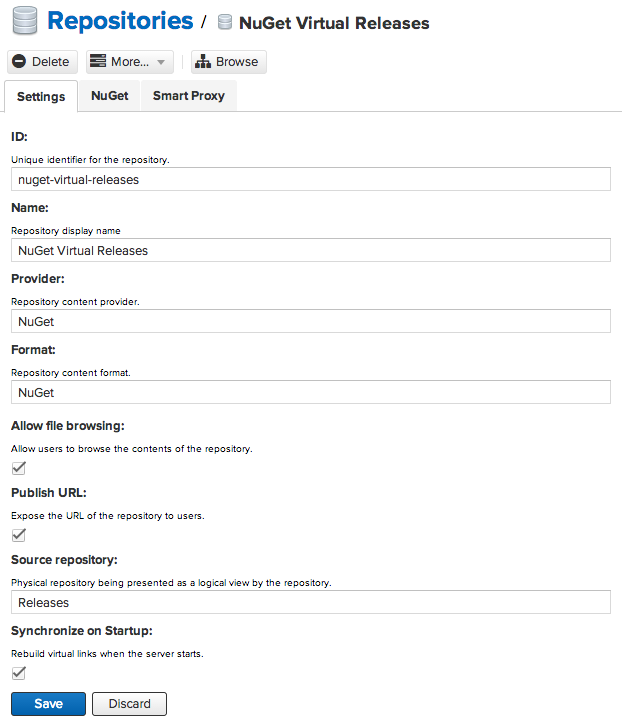 Repositories / NuGet Virtual Releases
Delete More... Browse
Settings NuGet Smart Proxy
ID:
Unique identifier for the repository.
nuget-virtual-releases
Name:
Repository display name
NuGet Virtual Releases
Provider:
Repository content provider.
NuGet
Format:
Repository content format.
NuGet
Allow file browsing:
Allow users to browse the contents of the repository.
Publish URL:
Expose the URL of the repository to users.
Source repository:
Physical repository being presented as a logical view by the repository.
Releases
Synchronize on Startup:
Rebuild virtual links when the server starts.
Save Discard